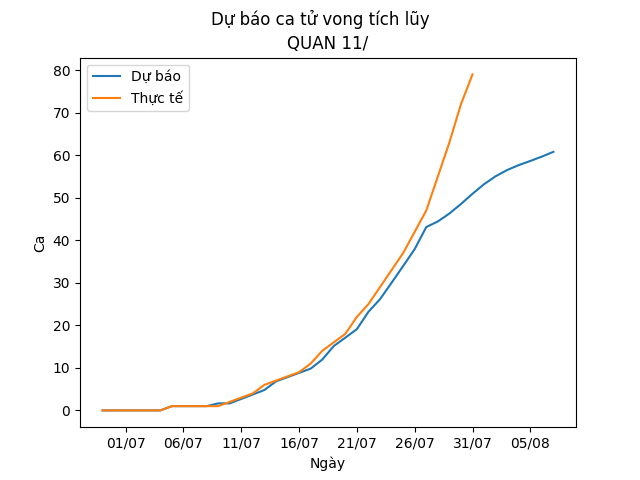 Dự báo ca tử vong tích lũy
QUAN 11/
Dự báo
Thực tế
80
70
60
50
40
30
20
10
0
Ca
01/07 06/07 11/07 16/07 21/07 26/07 31/07 05/08
Ngày